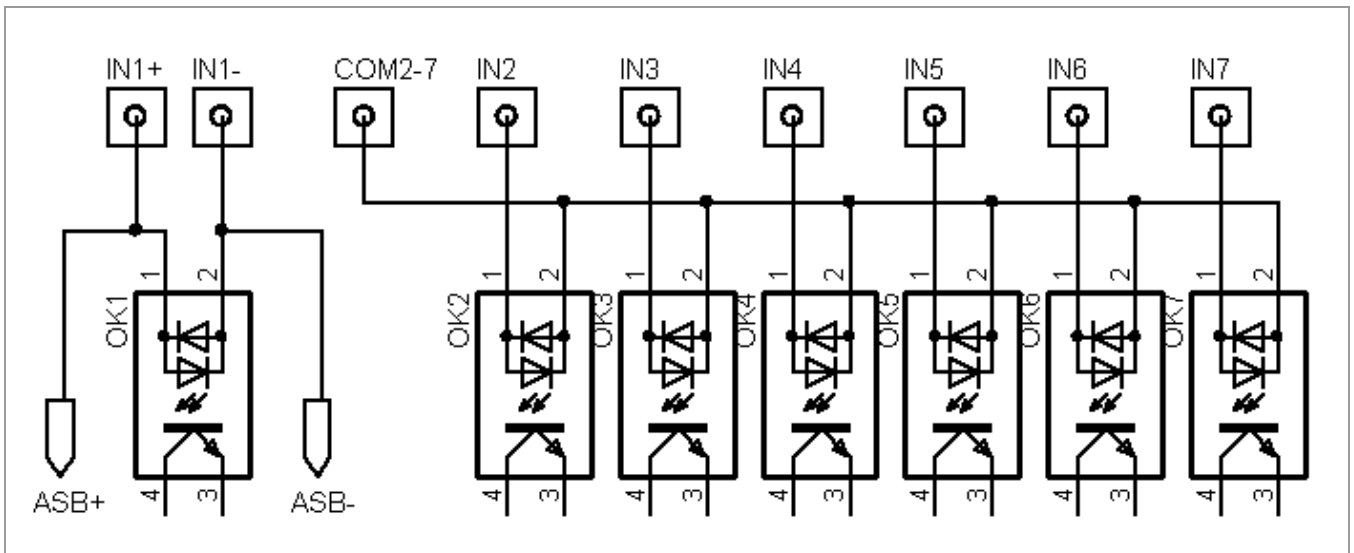 IN1+ IN1- COM2-7 IN2 IN3 IN4 IN5 IN6 IN7
1 2 1 2 1 2 1 2 1 2 1 2 1 2
OK1 OK2 OK3 OK4 OK5 OK6 OK7
4 3 4 3 4 3 4 3 4 3 4 3 4 3
ASB+ ASB-